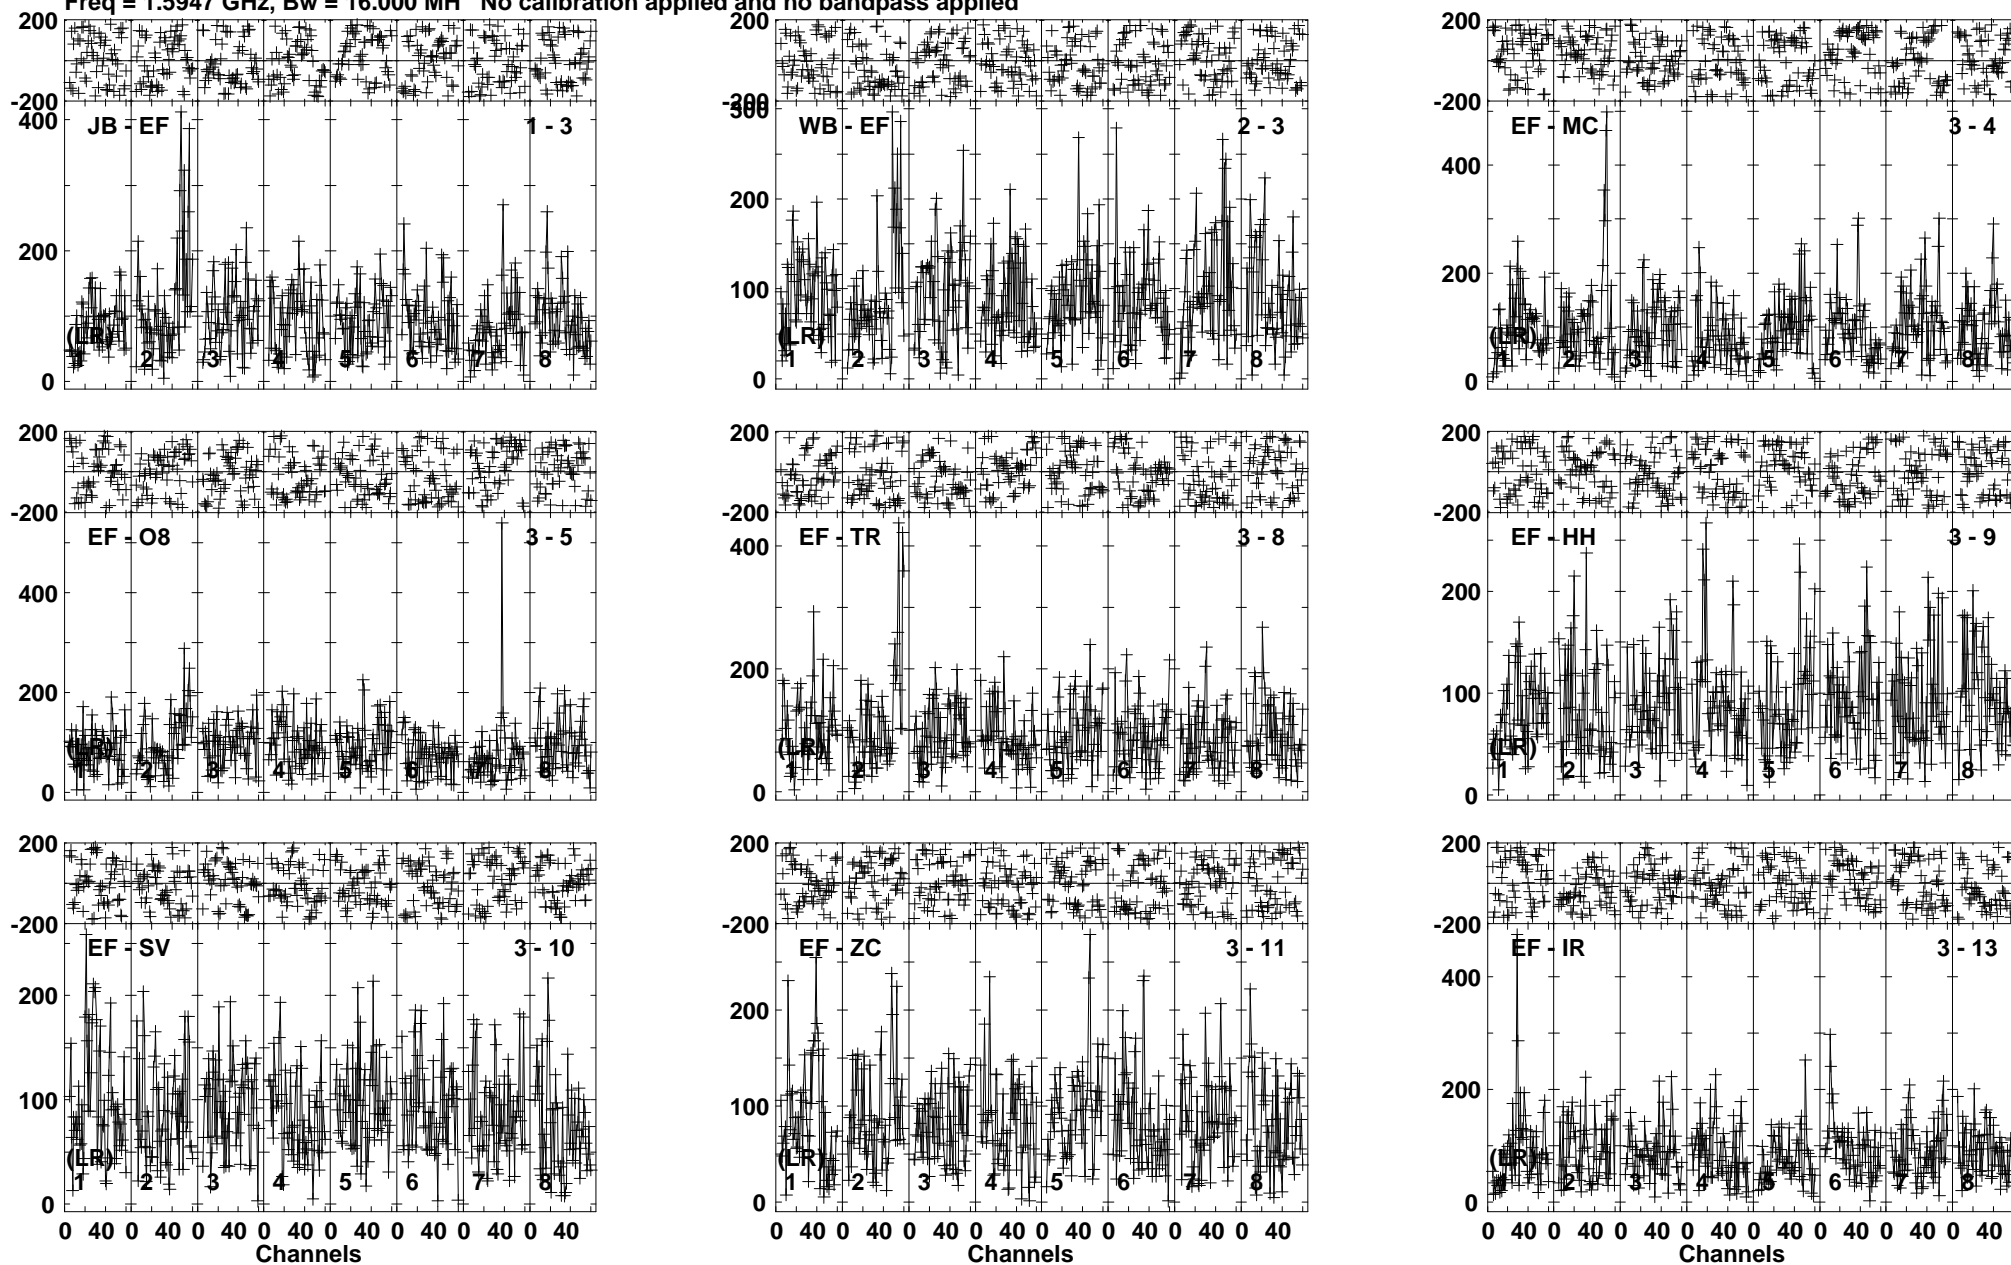 Freq = 1.5947 GHz, Bw = 16.000 MH No calibration applied and no bandpass applied
200 200 200
-200 -200
400 JB - EF 1 - 3 300 WB - EF 2 - 3 EF - MC 3 - 4
400
200 200 200
100
(LR) (LR) (LR)
1 2 3 4 5 6 7 8 1 2 3 4 5 6 7 8 1 2 3 4 5 6 7 8
0 0 0
200 200 200
-200 -200 -200
EF - O8 3 - 5 EF - TR 3 - 8 EF - HH 3 - 9
400 400
200 200 200
100
(LR) (LR) (LR)
1 2 3 4 5 6 7 8 1 2 3 4 5 6 7 8 1 2 3 4 5 6 7 8
0 0 0
200 200 200
-200 -200 -200
EF - SV 3 - 10 EF - ZC 3 - 11 EF - IR 3 - 13
400
200 200 200
100 100
(LR) (LR) (LR)
1 2 3 4 5 6 7 8 1 2 3 4 5 6 7 8 1 2 3 4 5 6 7 8
0 0 0
0 40 0 40 0 40 0 40 0 40 0 40 0 40 0 40 0 40 0 40 0 40 0 40 0 40 0 40 0 40 0 40 0 40 0 40 0 40 0 40 0 40 0 40 0 40 0 40
Channels Channels Channels